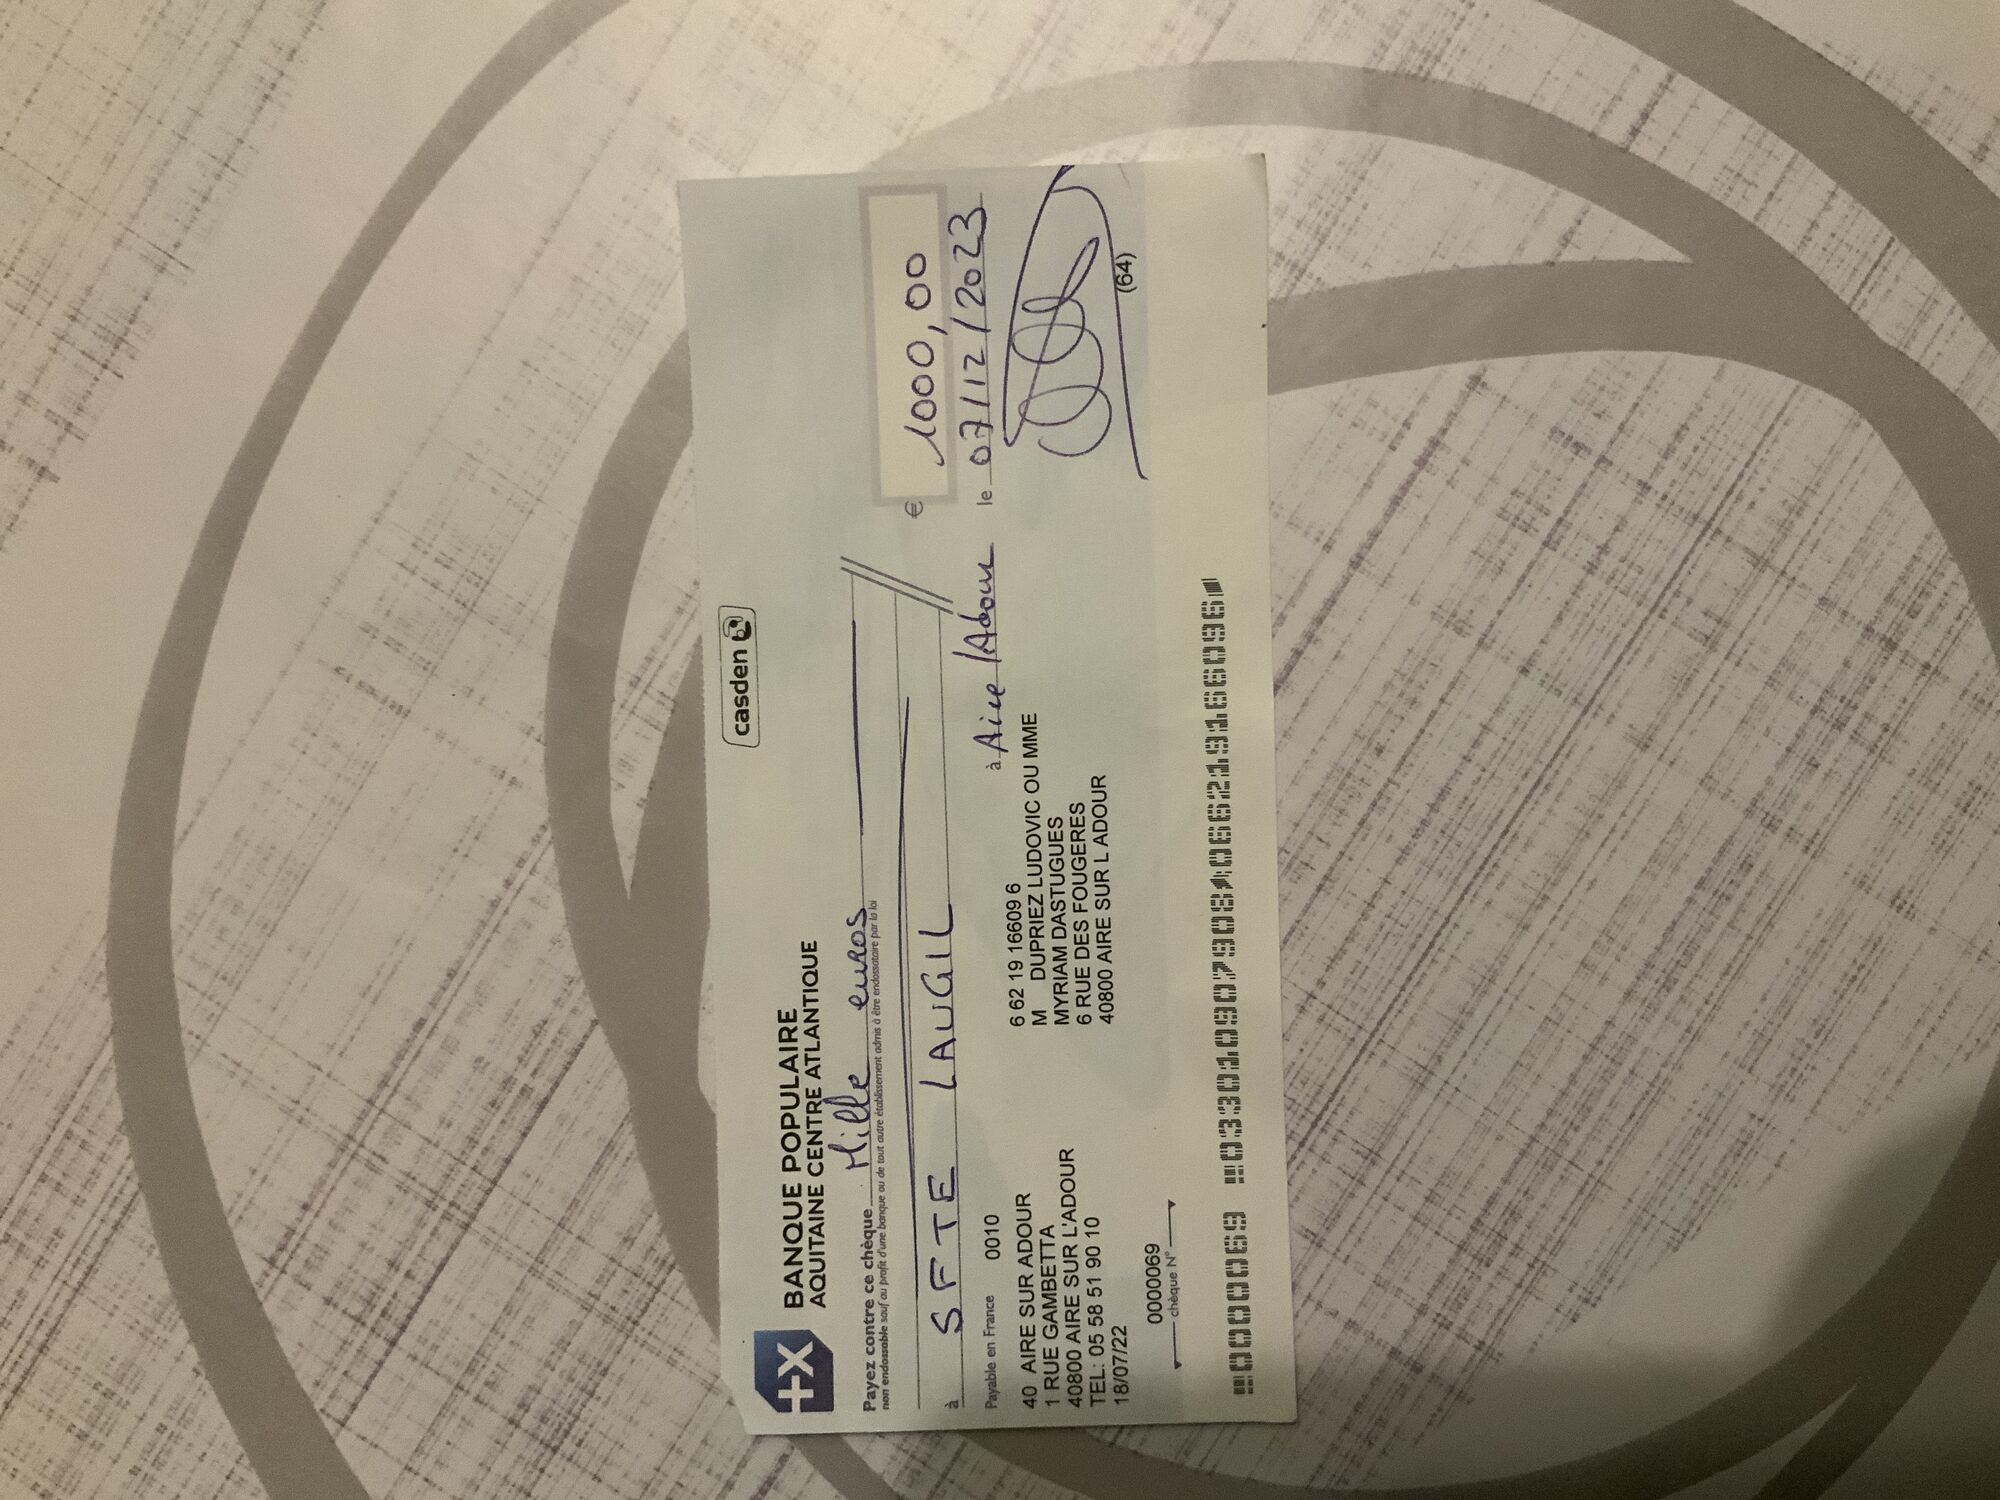 BANQUE POPULAIRE
AQUITAINE CENTRE ATLANTIQUE
casden
Payez contre ce chèque Mille euros
non endossable sauf au profit d'une banque ou de tout autre établissement admis à être endossataire par la loi
€ 1000,00
à SFTE LAUGIL
Payable en France 0010
à Aire /Adour le 07/12/2023
40 AIRE SUR ADOUR
1 RUE GAMBETTA
40800 AIRE SUR L'ADOUR
TEL: 05 58 51 90 10
18/07/22
6 62 19 16609 6
M DUPRIEZ LUDOVIC OU MME
MYRIAM DASTUGUES
6 RUE DES FOUGERES
40800 AIRE SUR L ADOUR
(64)
0000069
chèque N°
0000069 033010907908 066219166096